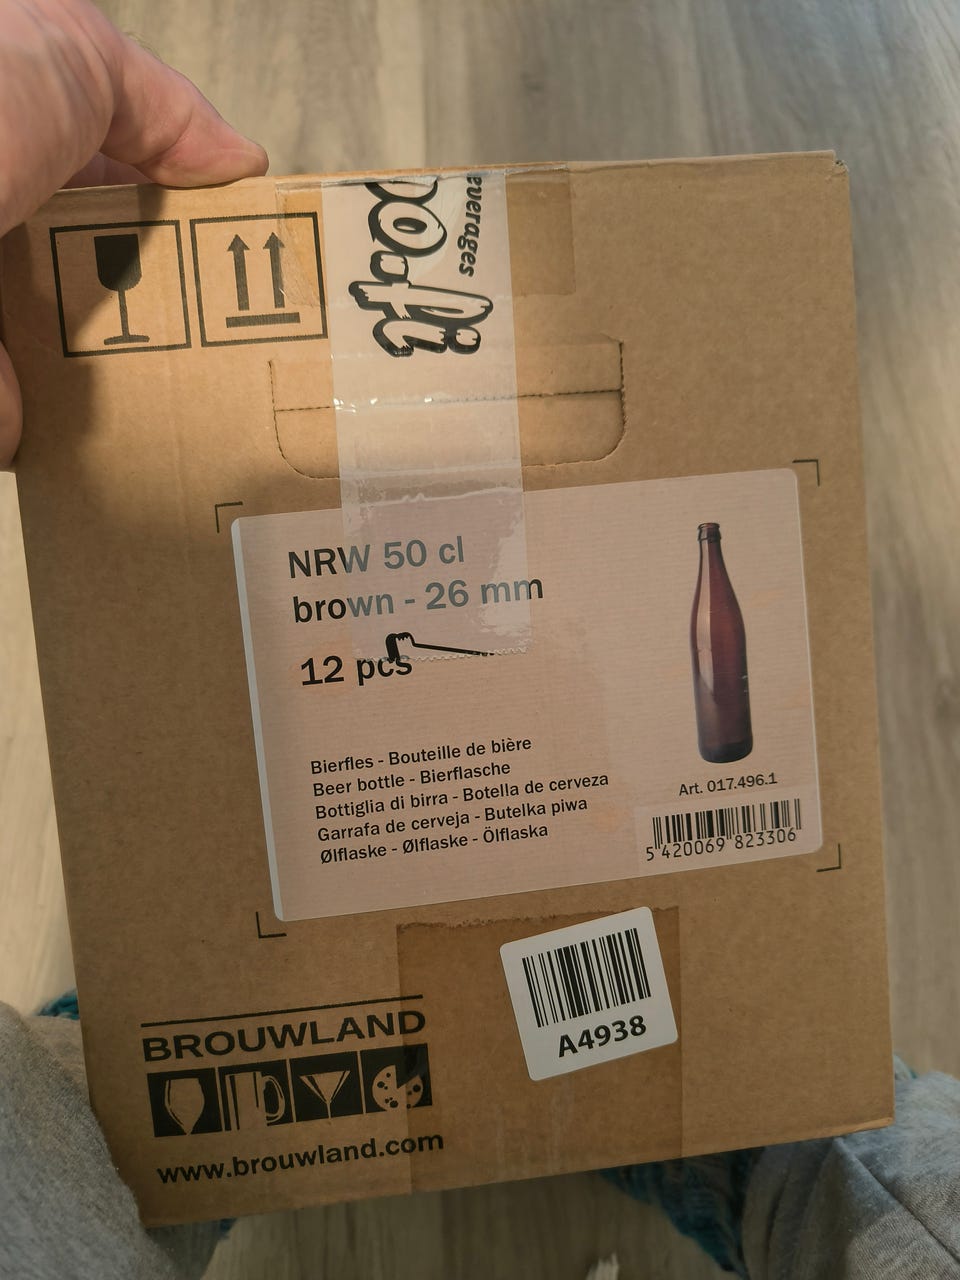 everages
NRW 50 cl
brown - 26 mm
12 pcs
Bierfles - Bouteille de bière
Beer bottle - Bierflasche
Bottiglia di birra - Botella de cerveza
Garrafa de cerveja - Butelka piwa
Ølflaske - Ølflaske - Ölflaska
Art. 017.496.1
5 420069 823306
A4938
BROUWLAND
www.brouwland.com